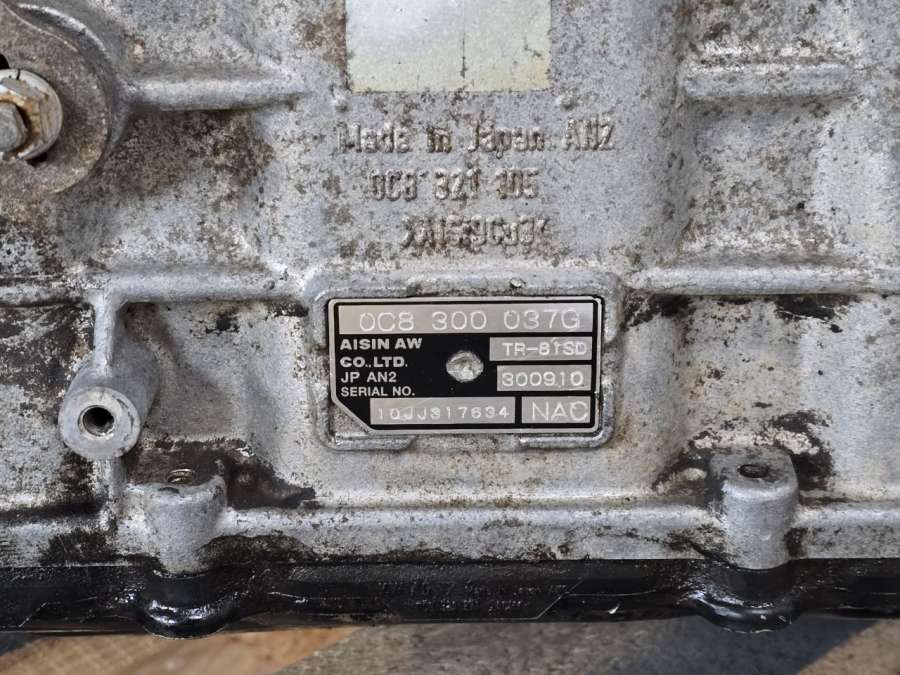 Made in Japan AN2
0C8 321 105
0C8 300 037G
AISIN AW
CO.,LTD.
TR-81SD
JP AN2
300910
SERIAL NO.
10JJ317634
NAC